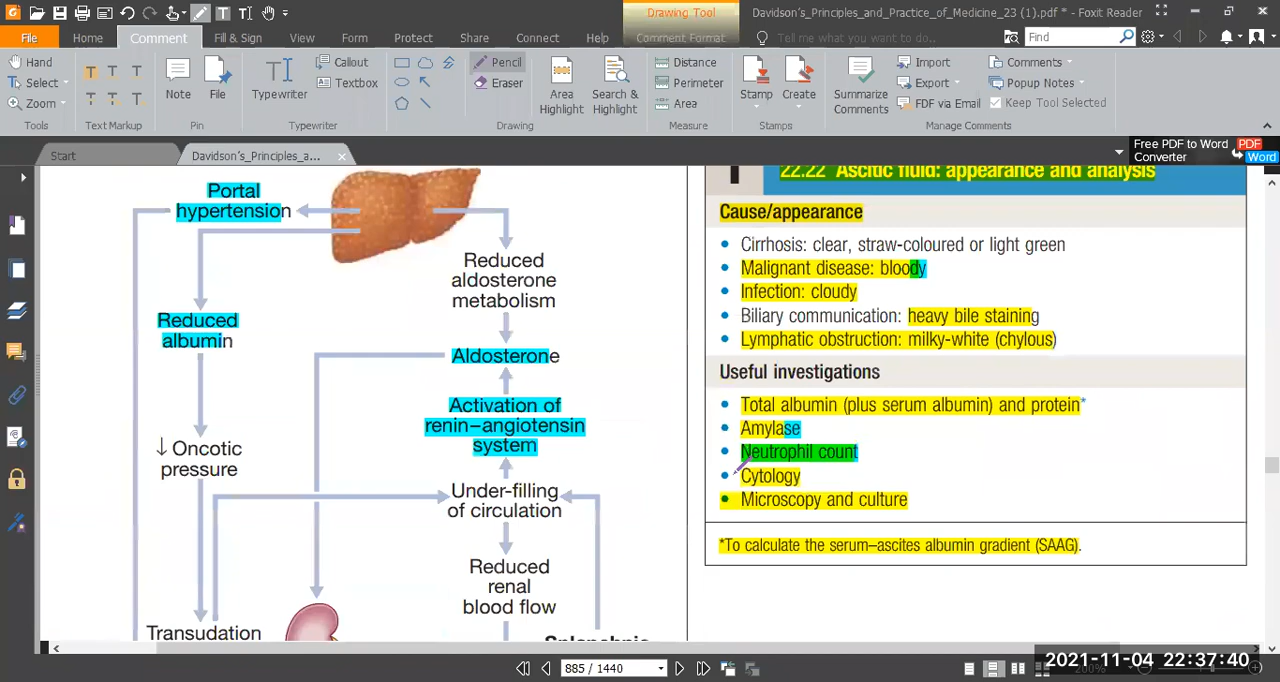 Drawing Tool
Davidson's_Principles_and_Practice_of_Medicine_23 (1).pdf * - Foxit Reader
File
Home
Comment
Fill & Sign
View
Form
Protect
Share
Connect
Help
Comment Format
Tell me what you want to do..
Find
Hand
Select
Zoom
Tools
Text Markup
Note
File
Pin
Typewriter
Callout
Textbox
Typewriter
Pencil
Eraser
Area
Highlight
Search &
Highlight
Drawing
Distance
Perimeter
Area
Measure
Stamp
Create
Stamps
Summarize
Comments
Import
Export
FDF via Email
Comments
Popup Notes
Keep Tool Selected
Manage Comments
Start
Davidson's_Principles_a...
Free PDF to Word
Converter
PDF
Word
Portal
hypertension
Reduced
aldosterone
metabolism
Reduced
albumin
Aldosterone
Activation of
renin–angiotensin
system
↓ Oncotic
pressure
Under-filling
of circulation
Reduced
renal
blood flow
Transudation
Splanchnic
22.22 Ascitic fluid: appearance and analysis
Cause/appearance
• Cirrhosis: clear, straw-coloured or light green
• Malignant disease: bloody
• Infection: cloudy
• Biliary communication: heavy bile staining
• Lymphatic obstruction: milky-white (chylous)
Useful investigations
• Total albumin (plus serum albumin) and protein*
• Amylase
• Neutrophil count
• Cytology
• Microscopy and culture
*To calculate the serum–ascites albumin gradient (SAAG).
885 / 1440
200%
2021-11-04 22:37:40